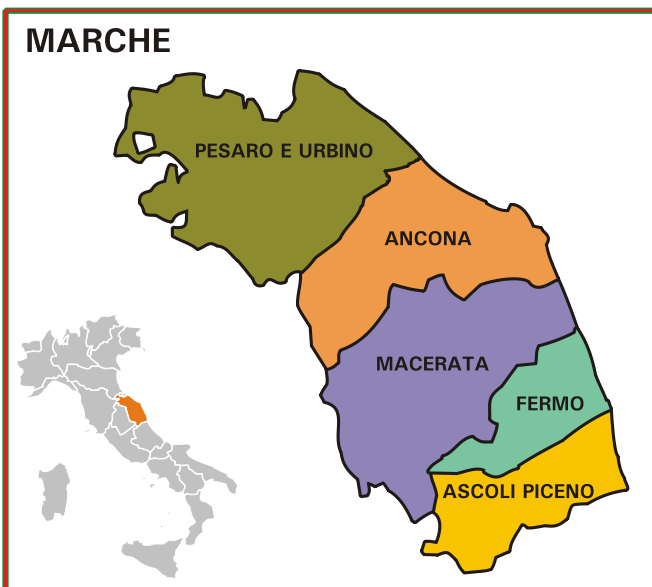 MARCHE
PESARO E URBINO
ANCONA
MACERATA
FERMO
ASCOLI PICENO